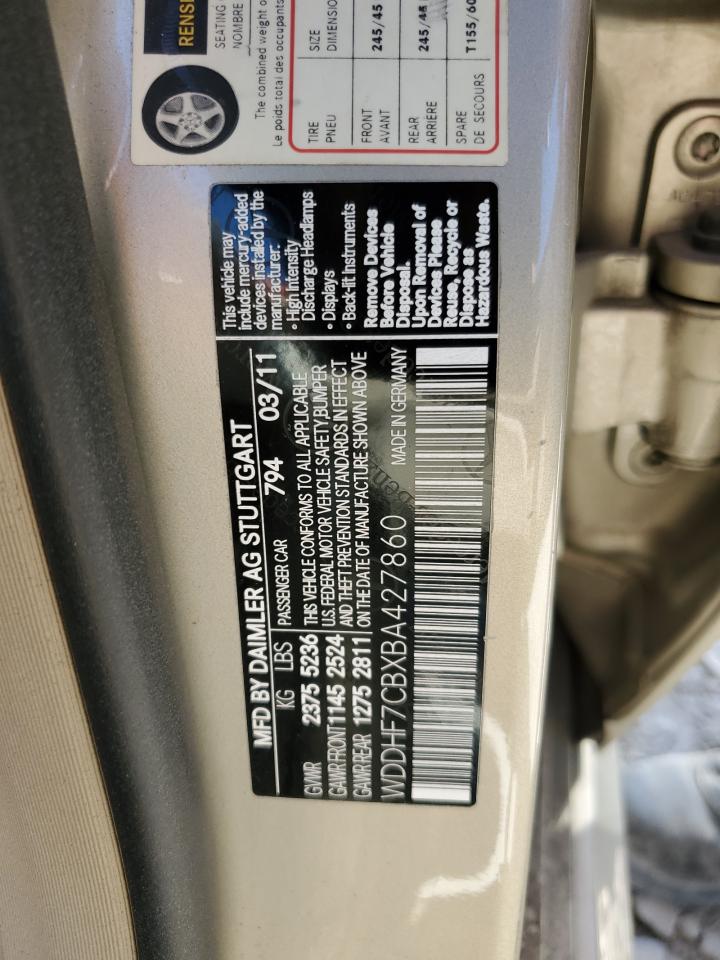 MFD BY DAIMLER AG STUTTGART
KG LBS PASSENGER CAR 794 03/11
GVWR 2375 5236
GAWR FRONT 1145 2524
GAWR REAR 1275 2811
THIS VEHICLE CONFORMS TO ALL APPLICABLE
U.S. FEDERAL MOTOR VEHICLE SAFETY, BUMPER
AND THEFT PREVENTION STANDARDS IN EFFECT
ON THE DATE OF MANUFACTURE SHOWN ABOVE
WDDHF7CBXBA427860 MADE IN GERMANY
This vehicle may
include mercury-added
devices installed by the
manufacturer:
• High Intensity
Discharge Headlamps
• Displays
• Back-lit Instruments
Remove Devices
Before Vehicle
Disposal.
Upon Removal of
Devices Please
Reuse, Recycle or
Dispose as
Hazardous Waste.
RENSE
SEATING
NOMBRE
The combined weight o
Le poids total des occupants
TIRE SIZE
PNEU DIMENSIO
FRONT 245/45
AVANT
REAR 245/45
ARRIÈRE
SPARE T155/60
DE SECOURS